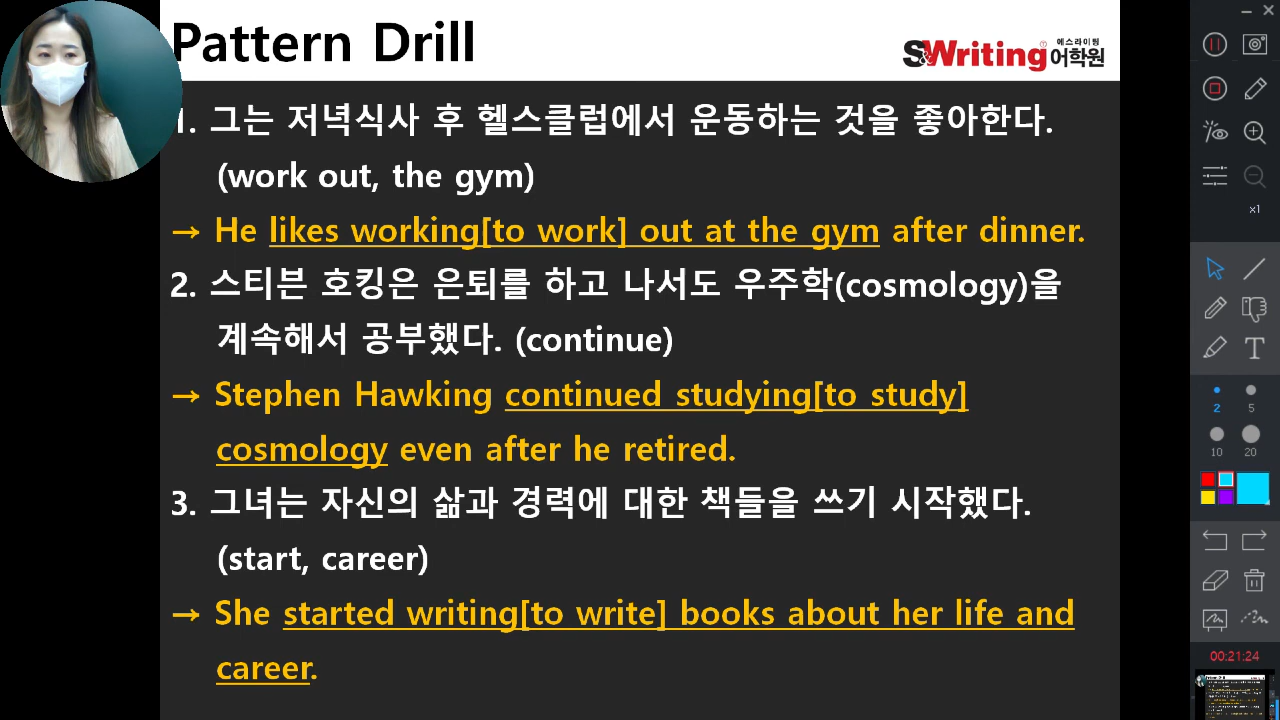 Pattern Drill
에스라이팅
S&Writing 어학원
1. 그는 저녁식사 후 헬스클럽에서 운동하는 것을 좋아한다.
(work out, the gym)
→ He likes working[to work] out at the gym after dinner.
2. 스티븐 호킹은 은퇴를 하고 나서도 우주학(cosmology)을
계속해서 공부했다. (continue)
→ Stephen Hawking continued studying[to study]
cosmology even after he retired.
3. 그녀는 자신의 삶과 경력에 대한 책들을 쓰기 시작했다.
(start, career)
→ She started writing[to write] books about her life and
career.
x1
T
2 5
10 20
00:21:24